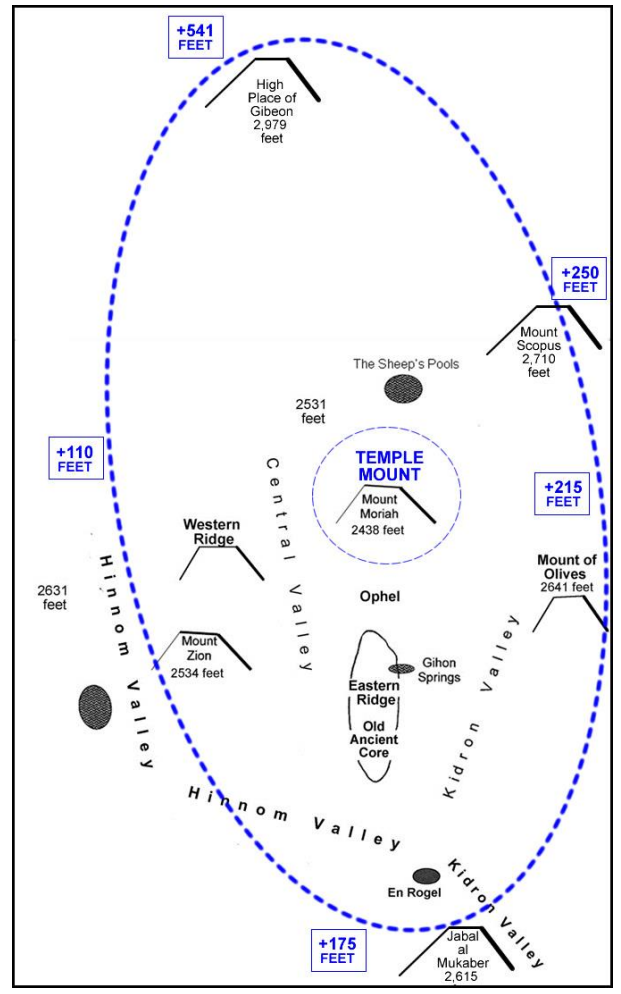 +541
FEET
High
Place of
Gibeon
2,979
feet
+250
FEET
Mount
Scopus
2,710
feet
The Sheep's Pools
2531
feet
+110
FEET
TEMPLE
MOUNT
Mount
Moriah
2438 feet
+215
FEET
Central Valley
Western
Ridge
Mount of
Olives
2641 feet
Hinnom Valley
2631
feet
Ophel
Mount
Zion
2534 feet
Gihon
Springs
Eastern
Ridge
Old
Ancient
Core
Kidron Valley
Hinnom Valley
En Rogel
Kidron Valley
+175
FEET
Jabal
al
Mukaber
2,615